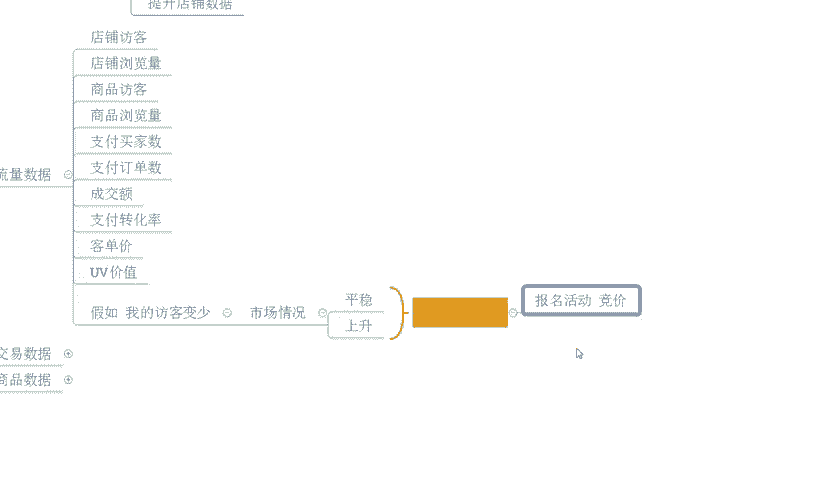 提升店铺数据
店铺访客
店铺浏览量
商品访客
商品浏览量
支付买家数
支付订单数
流量数据
成交额
支付转化率
客单价
UV价值
假如 我的访客变少
市场情况
平稳
上升
报名活动 竞价
交易数据
商品数据